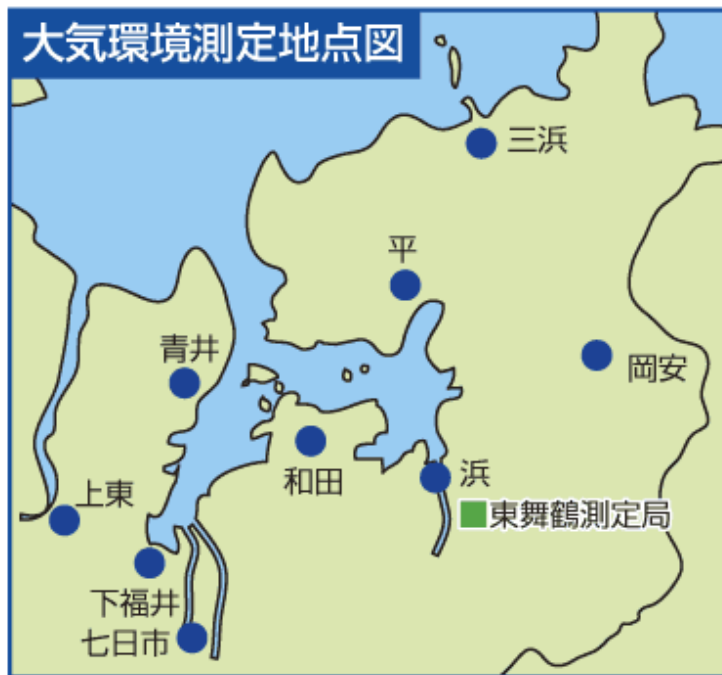 大気環境測定地点図
三浜
平
青井
岡安
和田
浜
上東
東舞鶴測定局
下福井
七日市